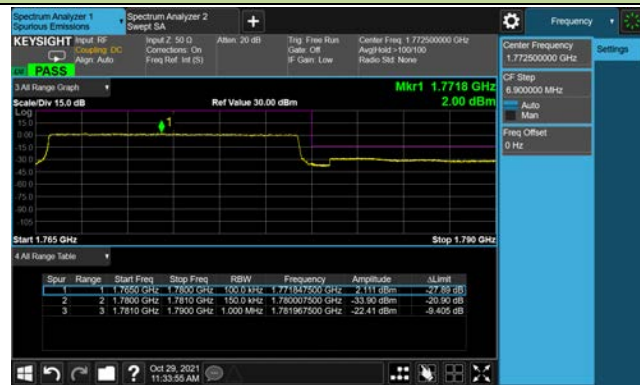 Spectrum Analyzer 1
Spurious Emissions
Spectrum Analyzer 2
Swept SA
Frequency
KEYSIGHT
Input: RF
Coupling: DC
Align: Auto
Input Z: 50 Ω
Corrections: On
Freq Ref: Int (S)
Atten: 20 dB
Trig: Free Run
Gate: Off
IF Gain: Low
Center Freq: 1.772500000 GHz
Avg|Hold:>100/100
Radio Std: None
PASS
Center Frequency
1.772500000 GHz
Settings
CF Step
6.900000 MHz
Auto
Man
Freq Offset
0 Hz
3 All Range Graph
Mkr1 1.7718 GHz
Scale/Div 15.0 dB
Ref Value 30.00 dBm
2.00 dBm
Log
15.0
0.00
-15.0
-30.0
-45.0
-60.0
-75.0
-90.0
-105
1
Start 1.765 GHz
Stop 1.790 GHz
4 All Range Table
Spur Range Start Freq Stop Freq RBW Frequency Amplitude ΔLimit
1 1 1.7650 GHz 1.7800 GHz 100.0 kHz 1.771847500 GHz 2.111 dBm -27.89 dB
2 2 1.7800 GHz 1.7810 GHz 150.0 kHz 1.780007500 GHz -33.90 dBm -20.90 dB
3 3 1.7810 GHz 1.7900 GHz 1.000 MHz 1.781967500 GHz -22.41 dBm -9.405 dB
Oct 29, 2021
11:33:55 AM